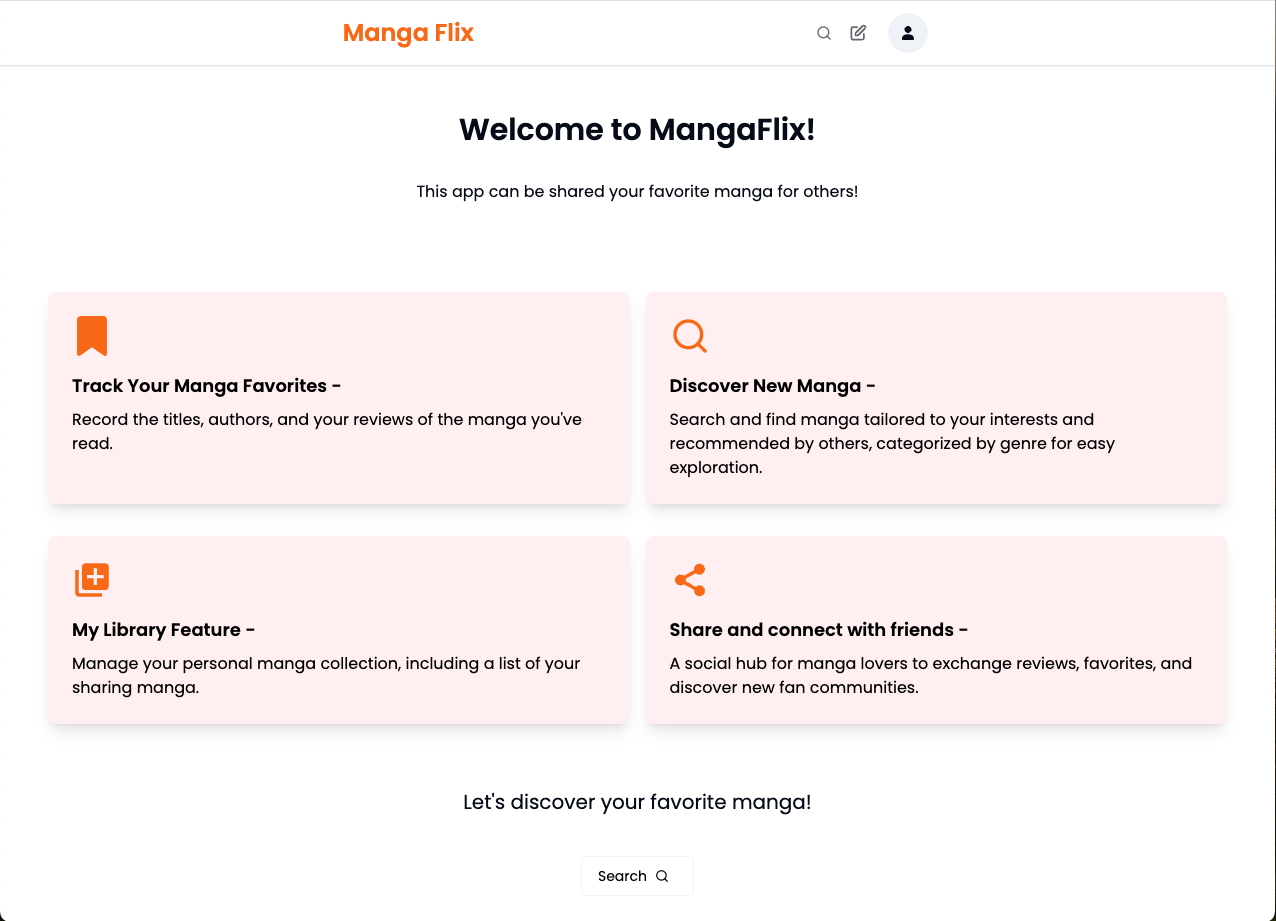 Manga Flix
Welcome to MangaFlix!
This app can be shared your favorite manga for others!
Track Your Manga Favorites -
Record the titles, authors, and your reviews of the manga you've
read.
Discover New Manga -
Search and find manga tailored to your interests and
recommended by others, categorized by genre for easy
exploration.
My Library Feature -
Manage your personal manga collection, including a list of your
sharing manga.
Share and connect with friends -
A social hub for manga lovers to exchange reviews, favorites, and
discover new fan communities.
Let's discover your favorite manga!
Search